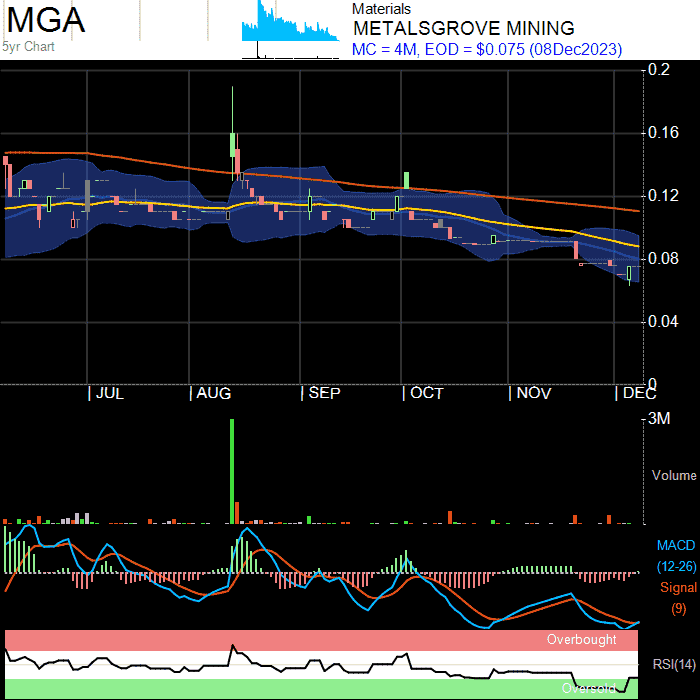 MGA
5yr Chart
Materials
METALSGROVE MINING
MC = 4M, EOD = $0.075 (08Dec2023)
0.2
0.16
0.12
0.08
0.04
0
JUL AUG SEP OCT NOV DEC
3M
Volume
MACD
(12-26)
Signal
(9)
Overbought
RSI(14)
Oversold